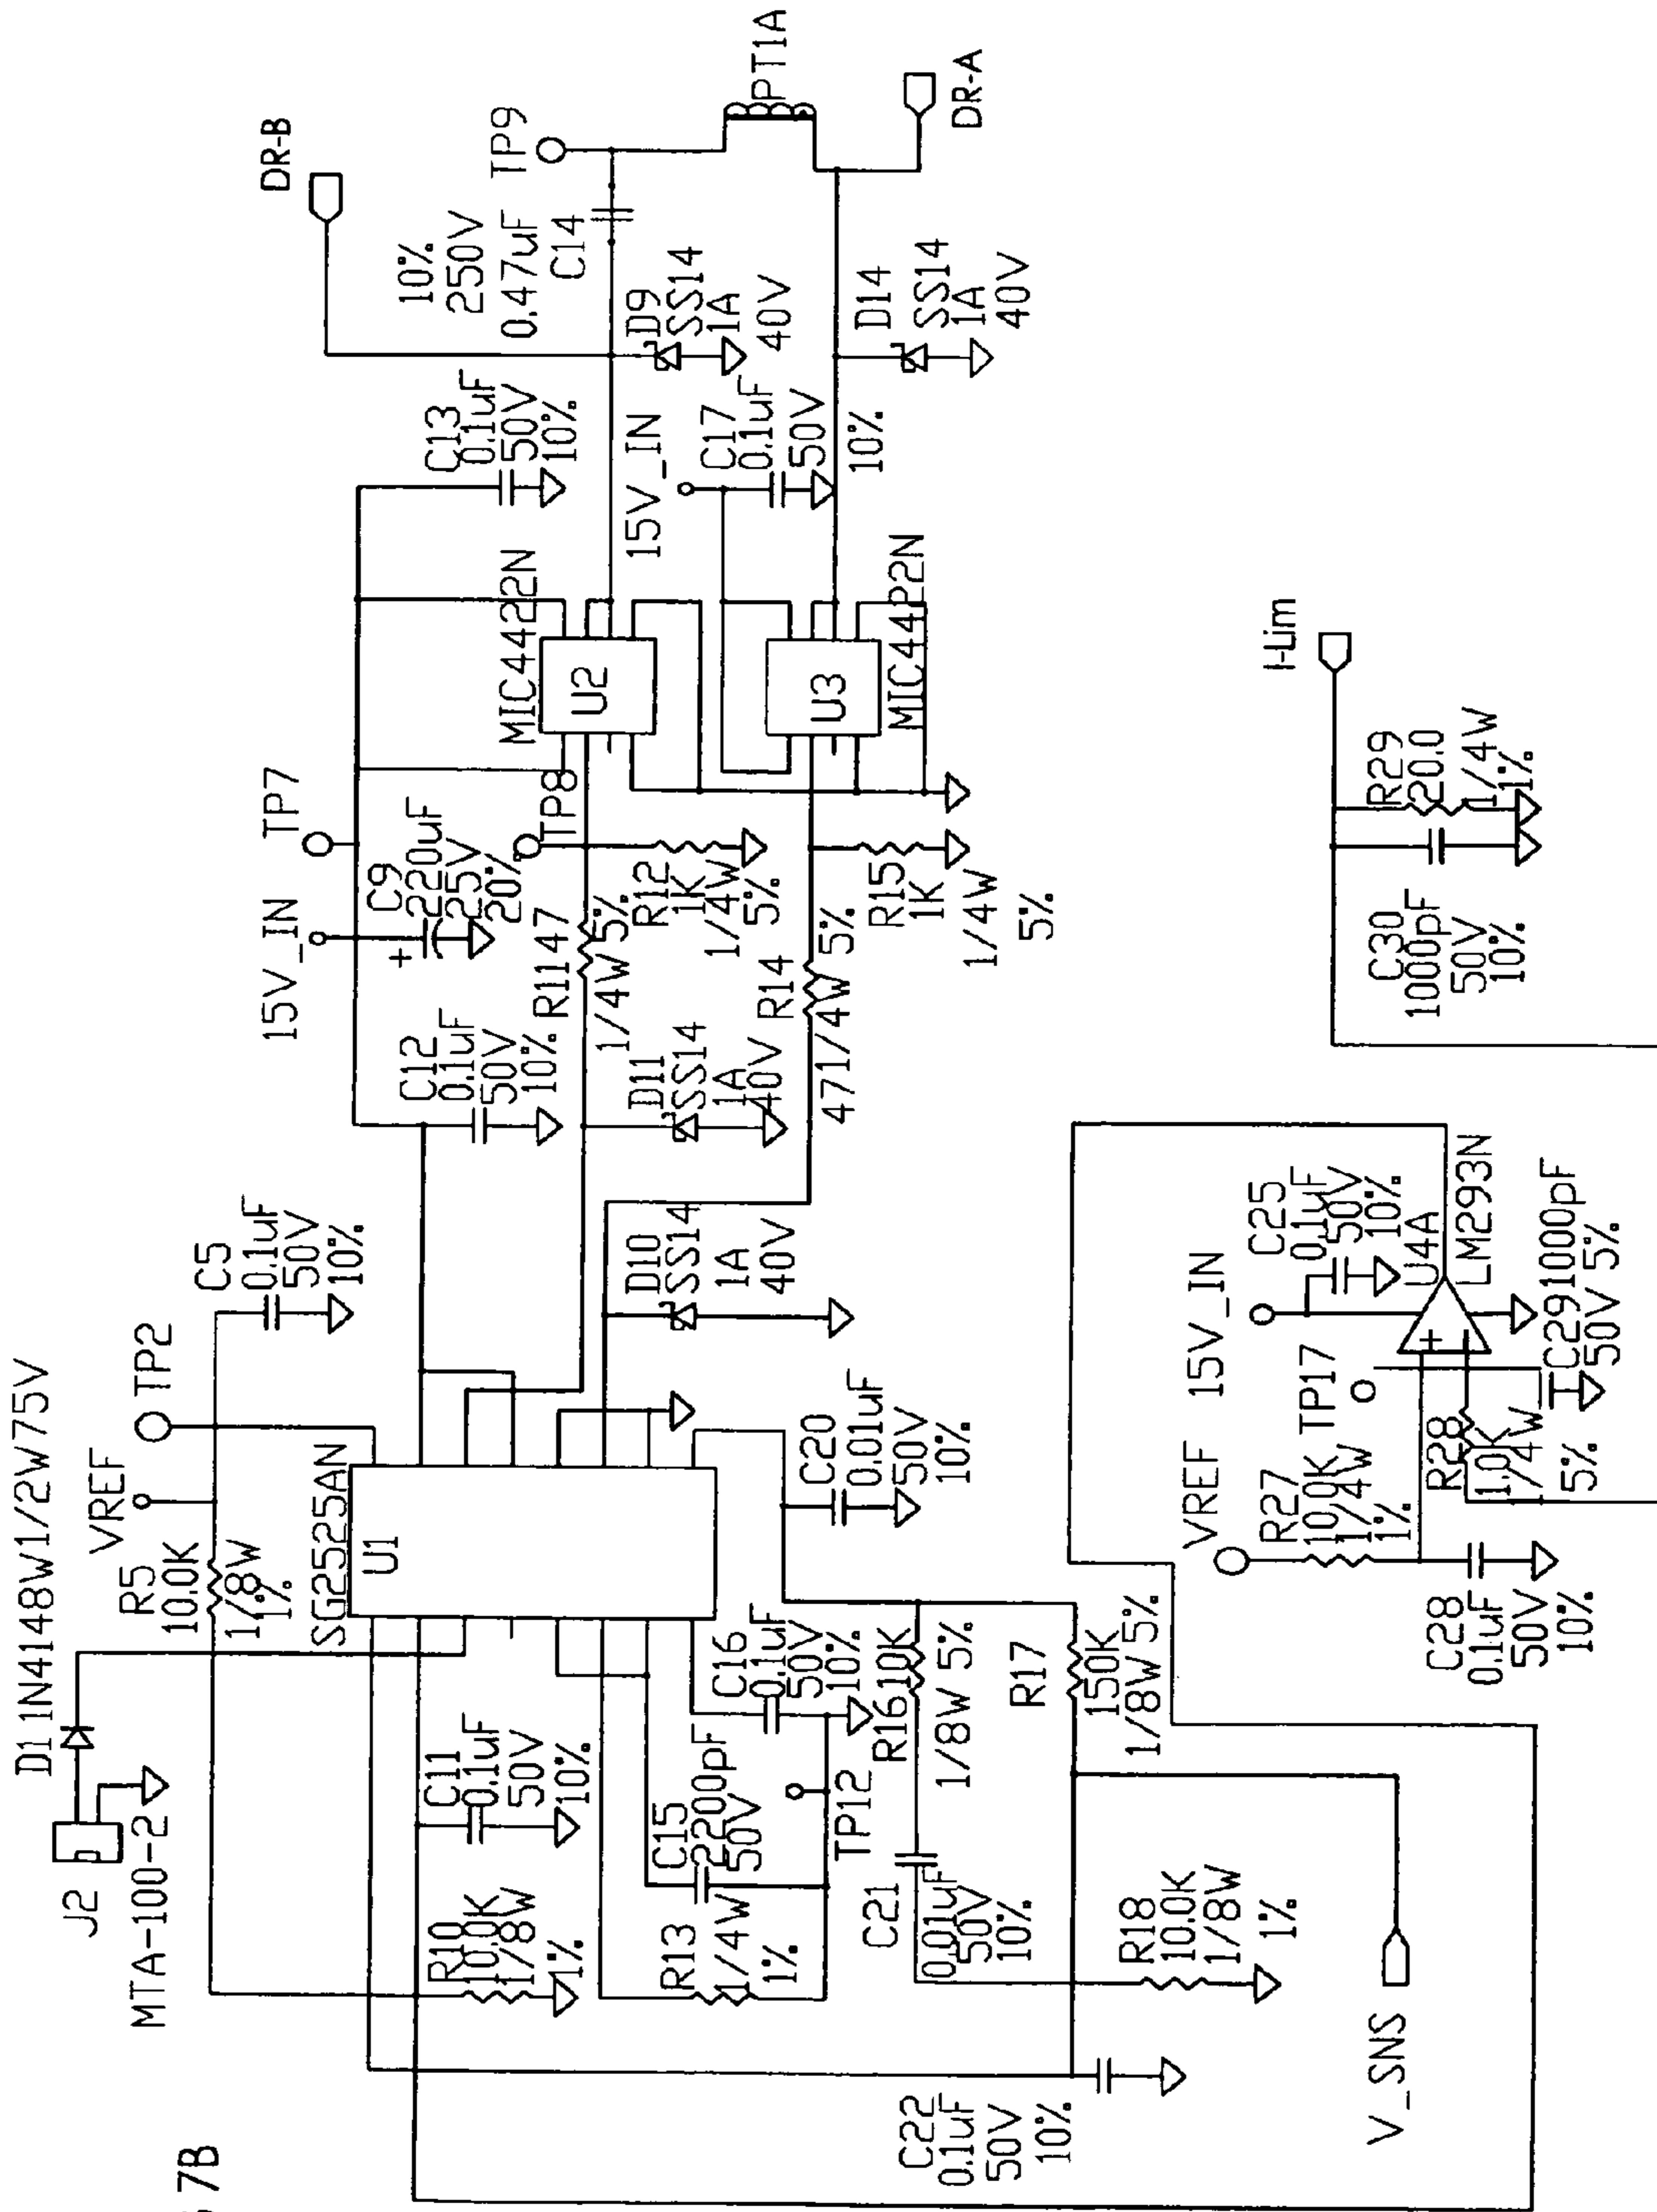 D1 1N4148W1/2W75V
J2
MTA-100-2
VREF
TP2
R5
10.0K
1/8W
1%
C5
0.1uF
50V
10%
SG2525AN
U1
R10
10.0K
1/8W
1%
C11
0.1uF
50V
10%
R13
1/4W
1%
C15
2200pF
50V
C16
0.1uF
50V
10%
TP12
C20
0.01uF
50V
10%
C21
0.01uF
50V
10%
R16 10K
1/8W 5%
R17
150K
1/8W 5%
R18
10.0K
1/8W
1%
C22
0.1uF
50V
10%
V_SNS
7B
D10
SS14
1A
40V
D11
SS14
1A
40V
C12
0.1uF
50V
10%
15V_IN
TP7
+
C9
220uF
25V
20%
R11 47
1/4W 5%
TP8
R12
1K
1/4W
5%
R14
47 1/4W 5%
R15
1K
1/4W
5%
MIC4422N
U2
U3
MIC4422N
C13
0.1uF
50V
10%
15V_IN
C17
0.1uF
50V
10%
DR-B
10%
250V
0.47uF
C14
TP9
D9
SS14
1A
40V
D14
SS14
1A
40V
PT1A
DR-A
VREF
15V_IN
R27
10.0K
1/4W
1%
TP17
C25
0.1uF
50V
10%
U4A
LM293N
+
−
R28
1.0K
1/4W
5%
C28
0.1uF
50V
10%
C29 1000pF
50V 5%
I-Lim
C30
1000pF
50V
10%
R29
20.0
1/4W
1%